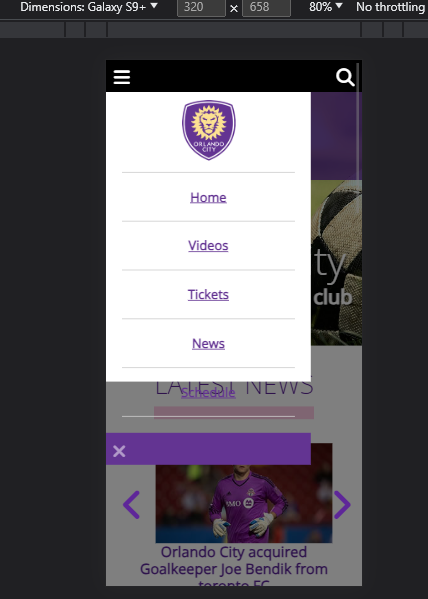 Dimensions: Galaxy S9+ 320 × 658 80% No throttling
ORLANDO
CITY
Home
Videos
Tickets
ty
News
club
LATEST NEWS
Schedule
Orlando City acquired
Goalkeeper Joe Bendik from
toronto FC